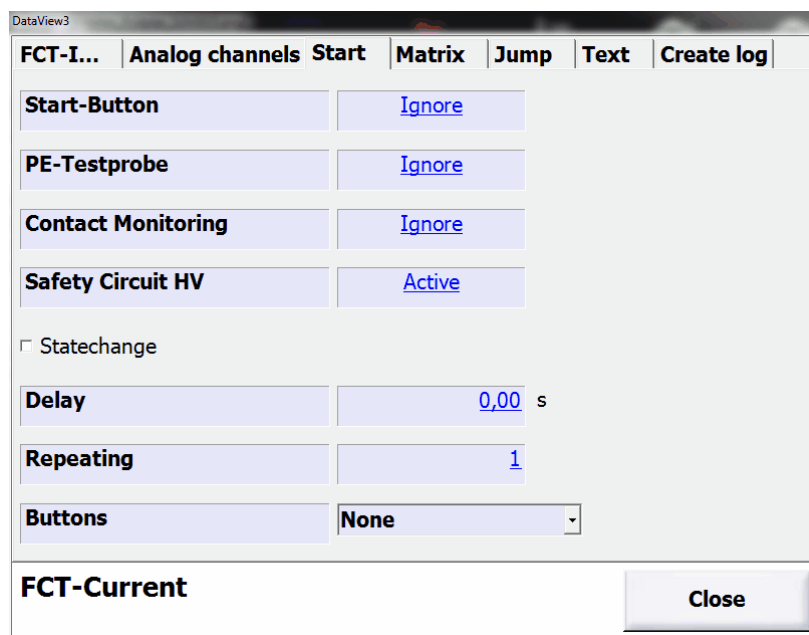 DataView3
FCT-I... Analog channels Start Matrix Jump Text Create log
Start-Button Ignore
PE-Testprobe Ignore
Contact Monitoring Ignore
Safety Circuit HV Active
Statechange
Delay 0,00 s
Repeating 1
Buttons None
FCT-Current Close